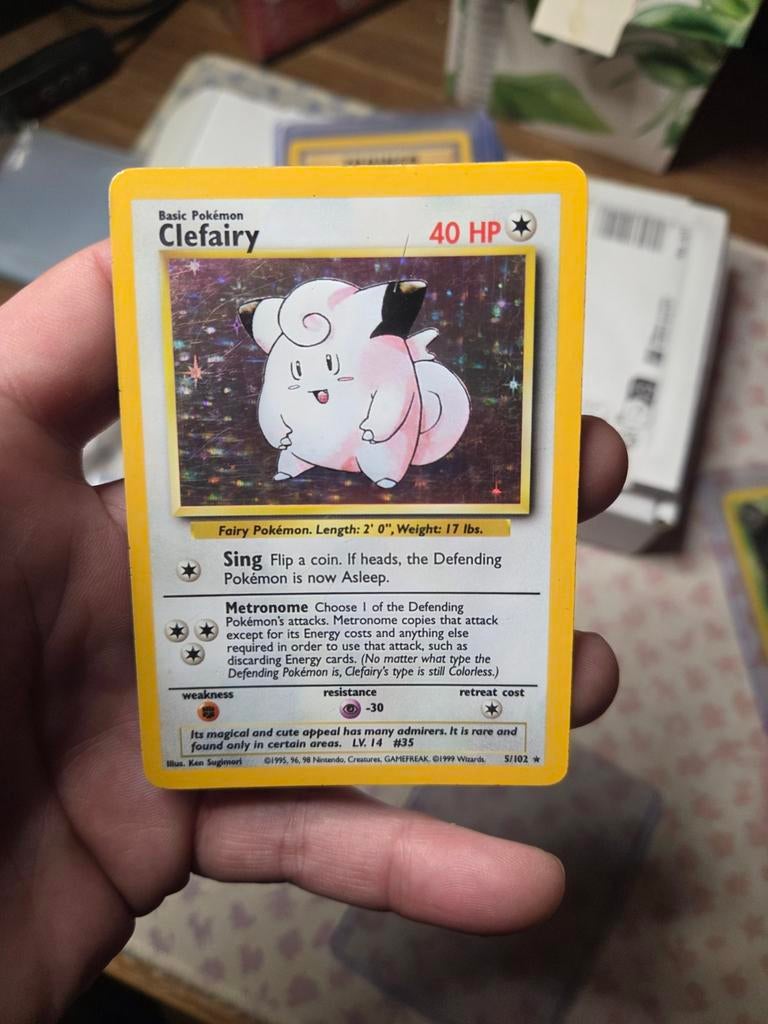 Basic Pokémon
Clefairy
40 HP
Fairy Pokémon. Length: 2' 0", Weight: 17 lbs.
Sing Flip a coin. If heads, the Defending
Pokémon is now Asleep.
Metronome Choose 1 of the Defending
Pokémon's attacks. Metronome copies that attack
except for its Energy costs and anything else
required in order to use that attack, such as
discarding Energy cards. (No matter what type the
Defending Pokémon is, Clefairy's type is still Colorless.)
weakness
resistance
retreat cost
-30
Its magical and cute appeal has many admirers. It is rare and
found only in certain areas. LV. 14 #35
Illus. Ken Sugimori ©1995, 96, 98 Nintendo, Creatures, GAMEFREAK. ©1999 Wizards. 5/102 ★